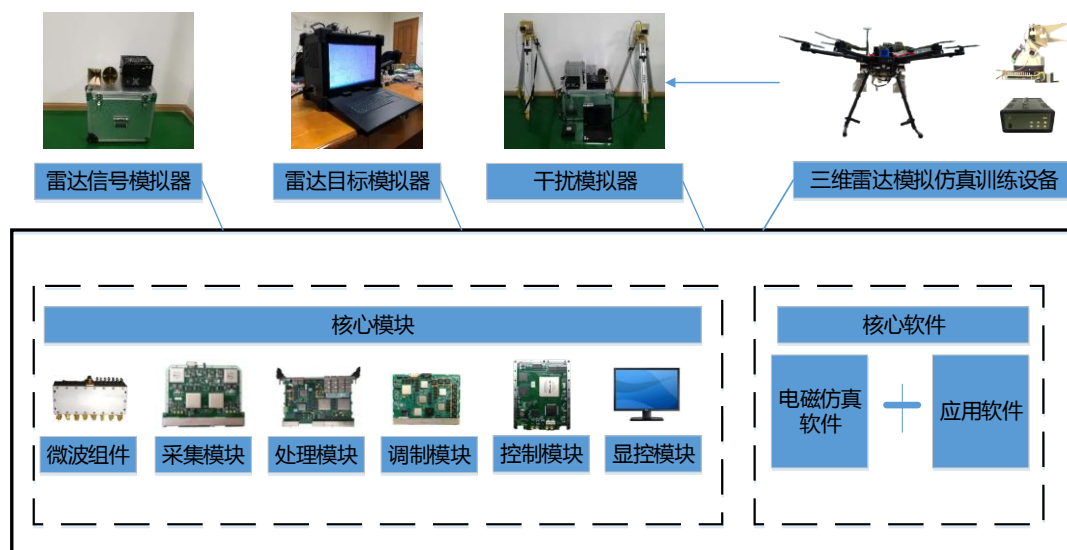 雷达信号模拟器
雷达目标模拟器
干扰模拟器
三维雷达模拟仿真训练设备
核心模块
核心软件
微波组件
采集模块
处理模块
调制模块
控制模块
显控模块
电磁仿真
软件
应用软件